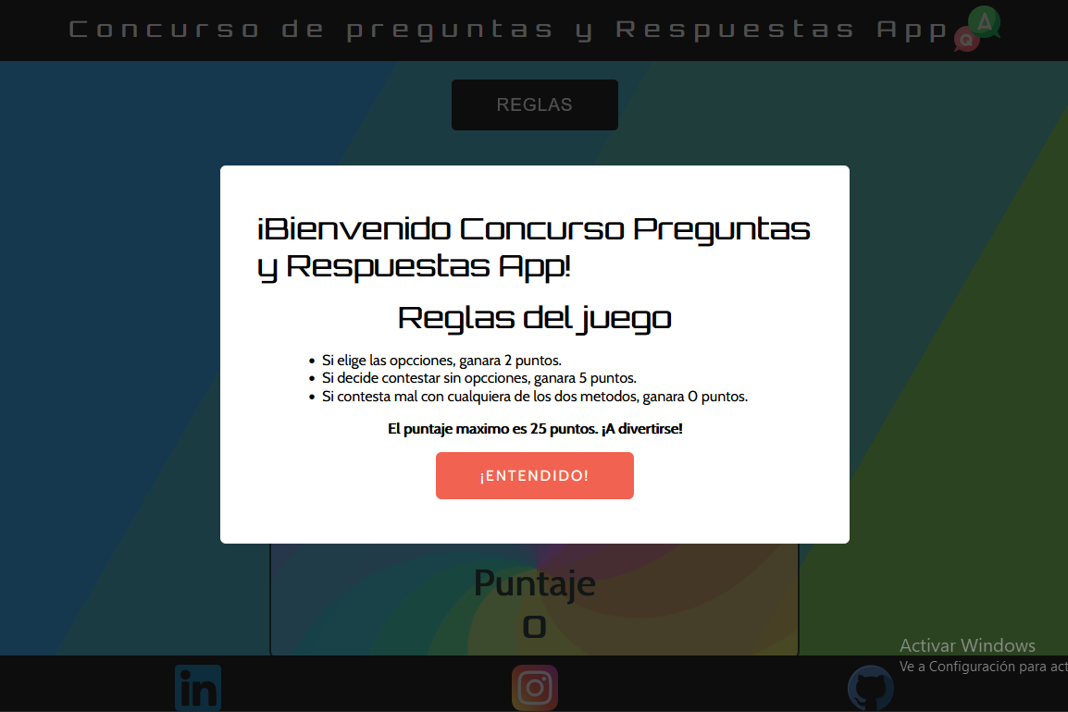 Concurso de preguntas y Respuestas App
A
Q
REGLAS
¡Bienvenido Concurso Preguntas
y Respuestas App!
Reglas del juego
• Si elige las opcciones, ganara 2 puntos.
• Si decide contestar sin opcciones, ganara 5 puntos.
• Si contesta mal con cualquiera de los dos metodos, ganara 0 puntos.
El puntaje maximo es 25 puntos. ¡A divertirse!
¡ENTENDIDO!
Puntaje
0
Activar Windows
Ve a Configuración para act
in